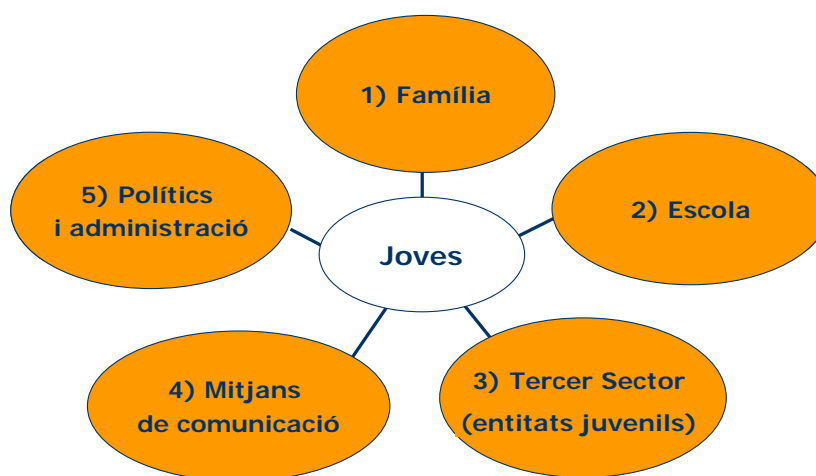 1) Família
2) Escola
3) Tercer Sector
(entitats juvenils)
4) Mitjans
de comunicació
5) Polítics
i administració
Joves